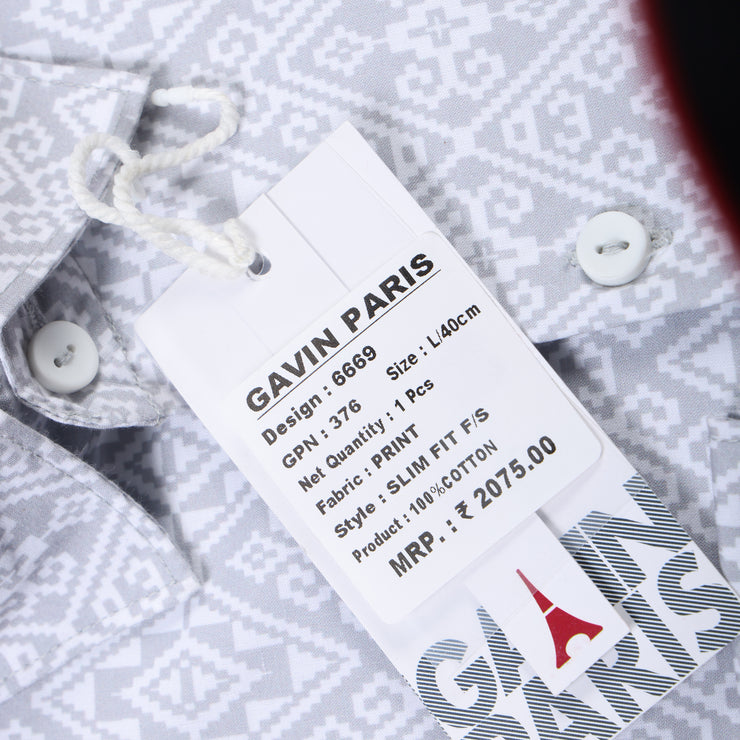 GAVIN PARIS
Design : 6669
GPN : 376 Size : L/40cm
Net Quantity : 1 Pcs
Fabric : PRINT
Style : SLIM FIT F/S
Product : 100%COTTON
MRP. : ₹ 2075.00
GAVIN
PARIS